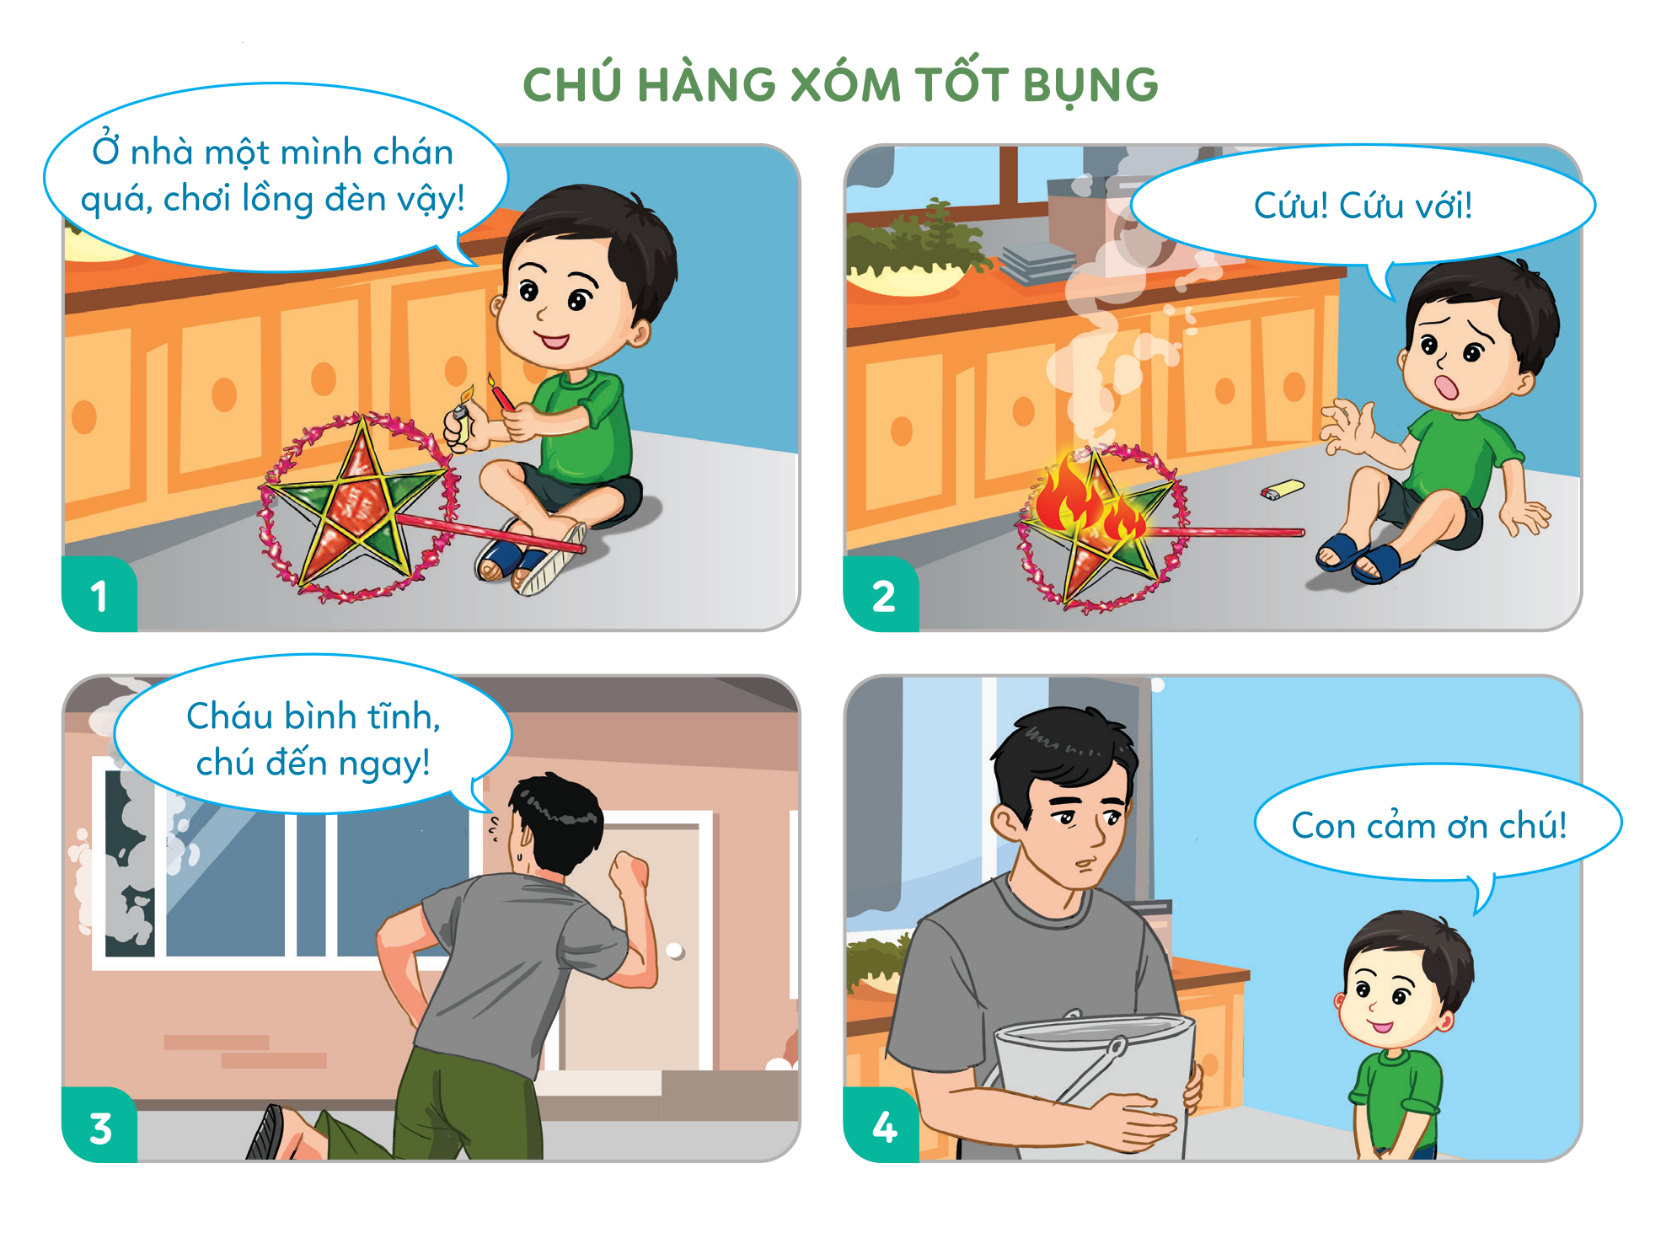 CHÚ HÀNG XÓM TỐT BỤNG
Ở nhà một mình chán
quá, chơi lồng đèn vậy!
1
Cứu! Cứu với!
2
Cháu bình tĩnh,
chú đến ngay!
3
Con cảm ơn chú!
4